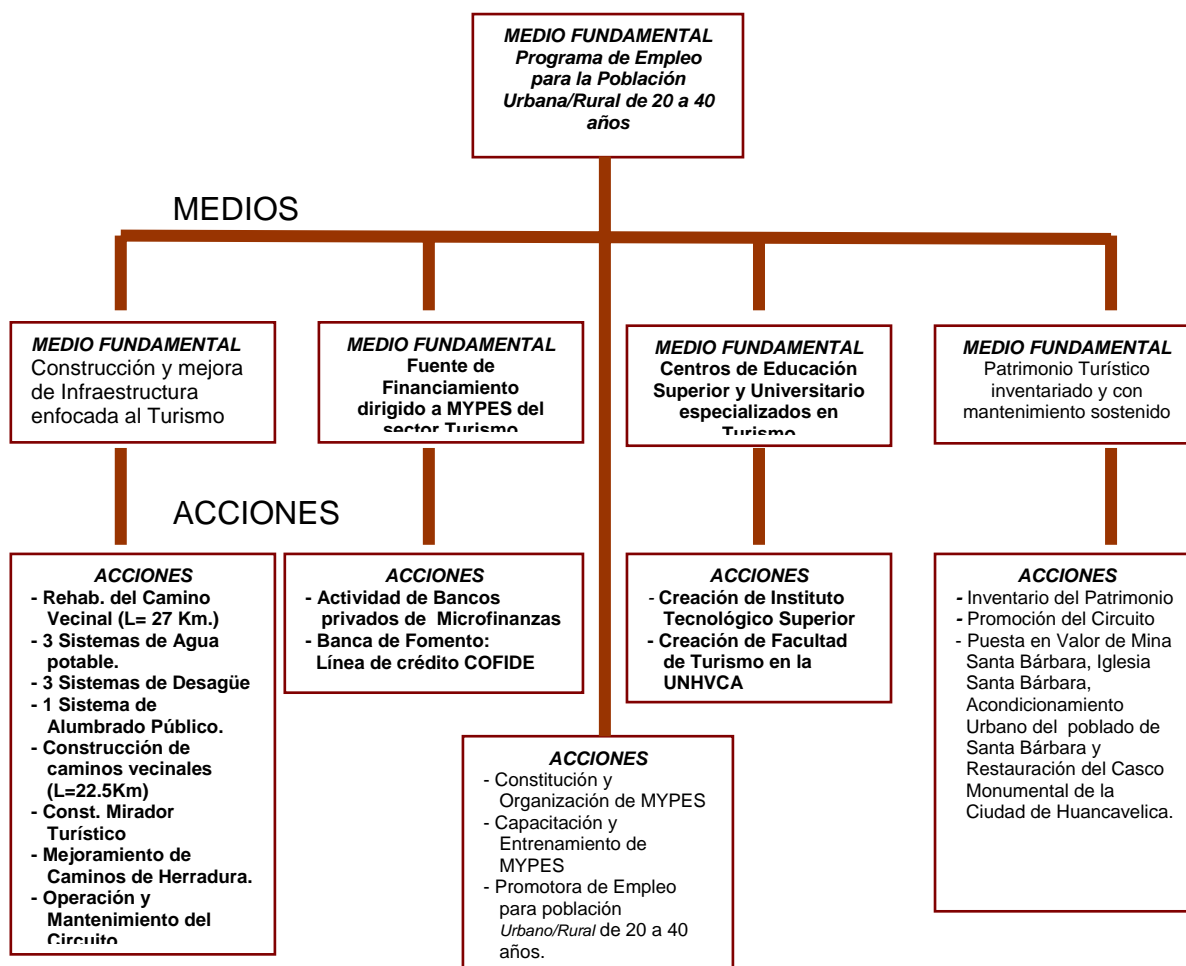 MEDIO FUNDAMENTAL
Programa de Empleo
para la Población
Urbana/Rural de 20 a 40
años
MEDIOS
MEDIO FUNDAMENTAL
Construcción y mejora
de Infraestructura
enfocada al Turismo
MEDIO FUNDAMENTAL
Fuente de
Financiamiento
dirigido a MYPES del
sector Turismo
MEDIO FUNDAMENTAL
Centros de Educación
Superior y Universitario
especializados en
Turismo
MEDIO FUNDAMENTAL
Patrimonio Turístico
inventariado y con
mantenimiento sostenido
ACCIONES
ACCIONES
- Rehab. del Camino
Vecinal (L= 27 Km.)
- 3 Sistemas de Agua
potable.
- 3 Sistemas de Desagüe
- 1 Sistema de
Alumbrado Público.
- Construcción de
caminos vecinales
(L=22.5Km)
- Const. Mirador
Turístico
- Mejoramiento de
Caminos de Herradura.
- Operación y
Mantenimiento del
Circuito
ACCIONES
- Actividad de Bancos
privados de Microfinanzas
- Banca de Fomento:
Línea de crédito COFIDE
ACCIONES
- Constitución y
Organización de MYPES
- Capacitación y
Entrenamiento de
MYPES
- Promotora de Empleo
para población
Urbano/Rural de 20 a 40
años.
ACCIONES
- Creación de Instituto
Tecnológico Superior
- Creación de Facultad
de Turismo en la
UNHVCA
ACCIONES
- Inventario del Patrimonio
- Promoción del Circuito
- Puesta en Valor de Mina
Santa Bárbara, Iglesia
Santa Bárbara,
Acondicionamiento
Urbano del poblado de
Santa Bárbara y
Restauración del Casco
Monumental de la
Ciudad de Huancavelica.